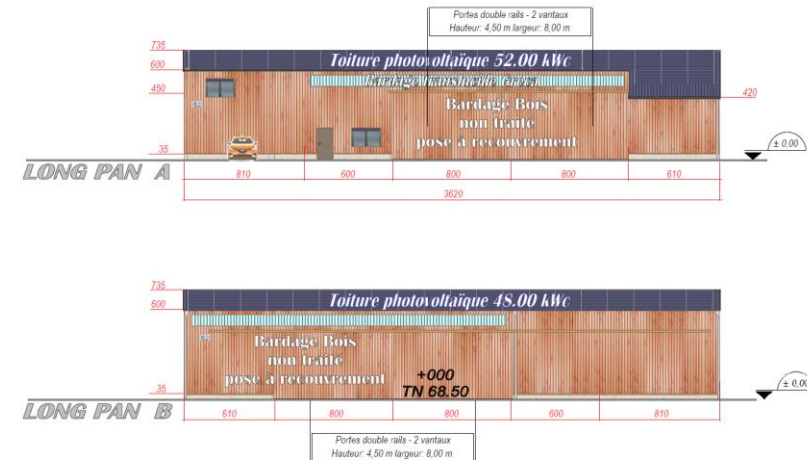 Portes double rails - 2 vantaux
Hauteur: 4,50 m largeur: 8,00 m
735
Toiture photovoltaïque 52.00 kWc
600
Bardage translucide
450
420
Bardage Bois
non traité
pose à recouvrement
35
± 0,00
LONG PAN A
810
600
800
800
610
3620
735
Toiture photovoltaïque 48.00 kWc
600
Bardage Bois
non traité
pose à recouvrement
+000
TN 68.50
35
± 0,00
LONG PAN B
610
800
800
600
810
Portes double rails - 2 vantaux
Hauteur: 4,50 m largeur: 8,00 m